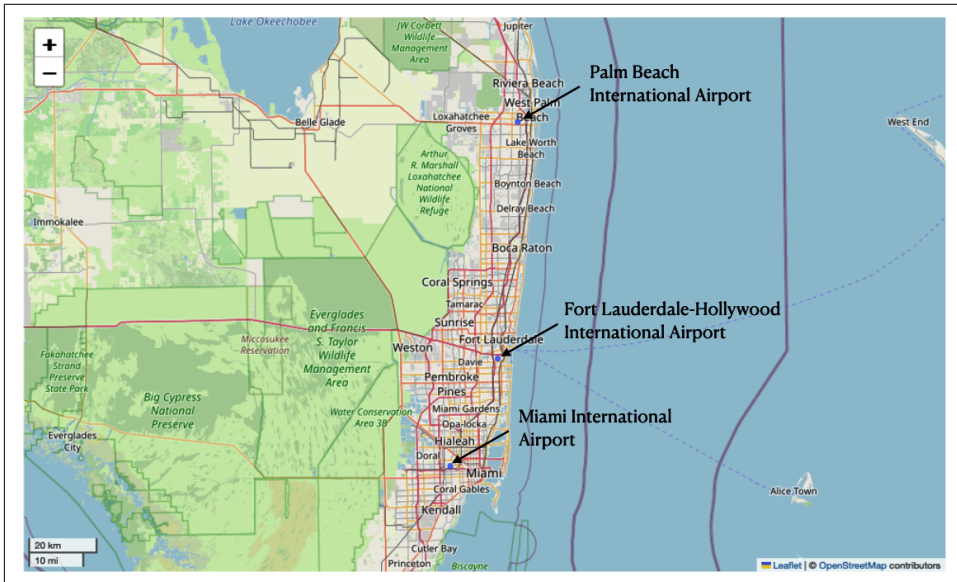 Lake Okeechobee
JW Corbett
Wildlife
Management
Area
Jupiter
+
−
Riviera Beach
West Palm
Beach
Palm Beach
International Airport
Belle Glade
Loxahatchee
Groves
West End
Lake Worth
Beach
Arthur
R. Marshall
Loxahatchee
National
Wildlife
Refuge
Boynton Beach
Delray Beach
Immokalee
Boca Raton
Coral Springs
Tamarac
Sunrise
Everglades
and Francis
S. Taylor
Wildlife
Management
Area
Fort Lauderdale-Hollywood
International Airport
Fort Lauderdale
Weston
Davie
Miccosukee
Reservation
Fakahatchee
Strand
Preserve
State Park
Pembroke
Pines
Big Cypress
National
Preserve
Water Conservation
Area 3B
Miami Gardens
Opa-locka
Miami International
Airport
Everglades
City
Hialeah
Doral
Miami
Coral Gables
Alice Town
Kendall
Cutler Bay
Princeton
Biscayne
20 km
10 mi
Leaflet | © OpenStreetMap contributors